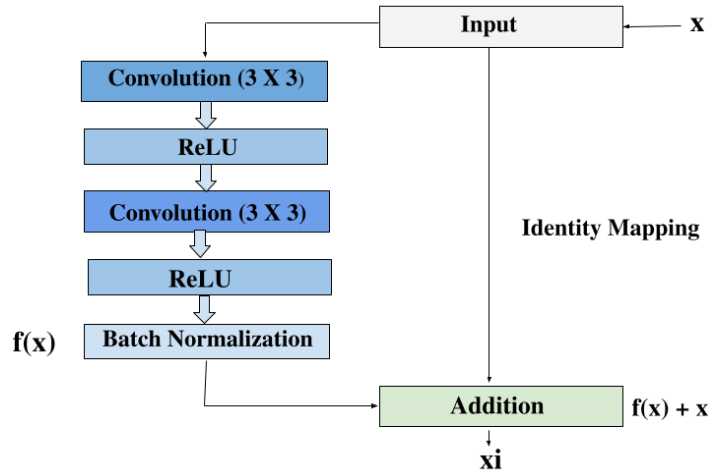 Input
x
Convolution (3 X 3)
ReLU
Convolution (3 X 3)
Identity Mapping
ReLU
f(x)
Batch Normalization
Addition
f(x) + x
xi